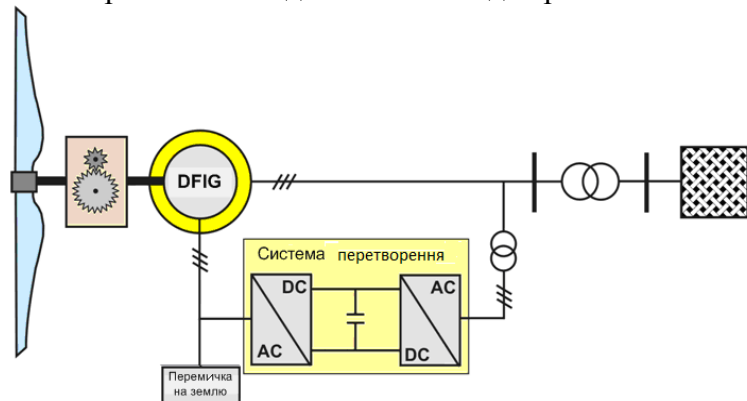 DFIG
Система перетворення
DC
AC
AC
DC
Перемичка
на землю